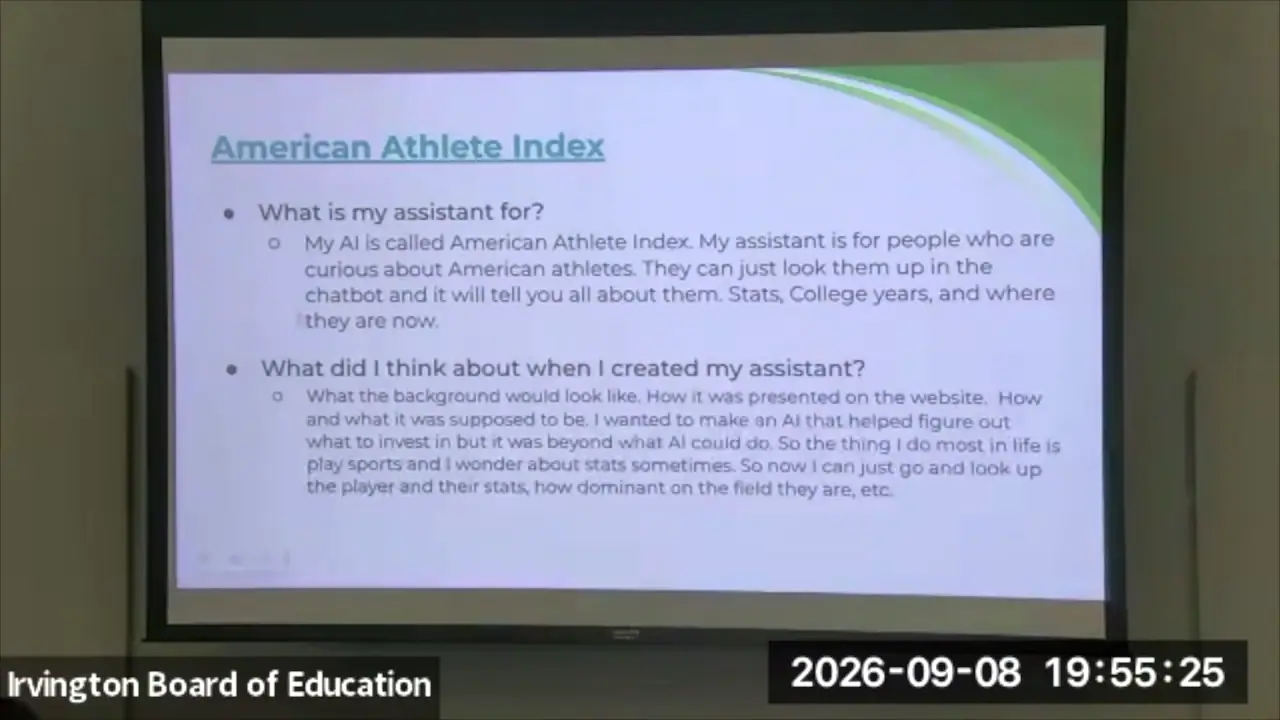 American Athlete Index
● What is my assistant for?
○ My AI is called American Athlete Index. My assistant is for people who are
curious about American athletes. They can just look them up in the
chatbot and it will tell you all about them. Stats, College years, and where
they are now.
● What did I think about when I created my assistant?
○ What the background would look like. How it was presented on the website. How
and what it was supposed to be. I wanted to make an AI that helped figure out
what to invest in but it was beyond what AI could do. So the thing I do most in life is
play sports and I wonder about stats sometimes. So now I can just go and look up
the player and their stats, how dominant on the field they are, etc.
Irvington Board of Education
2026-09-08 19:55:25